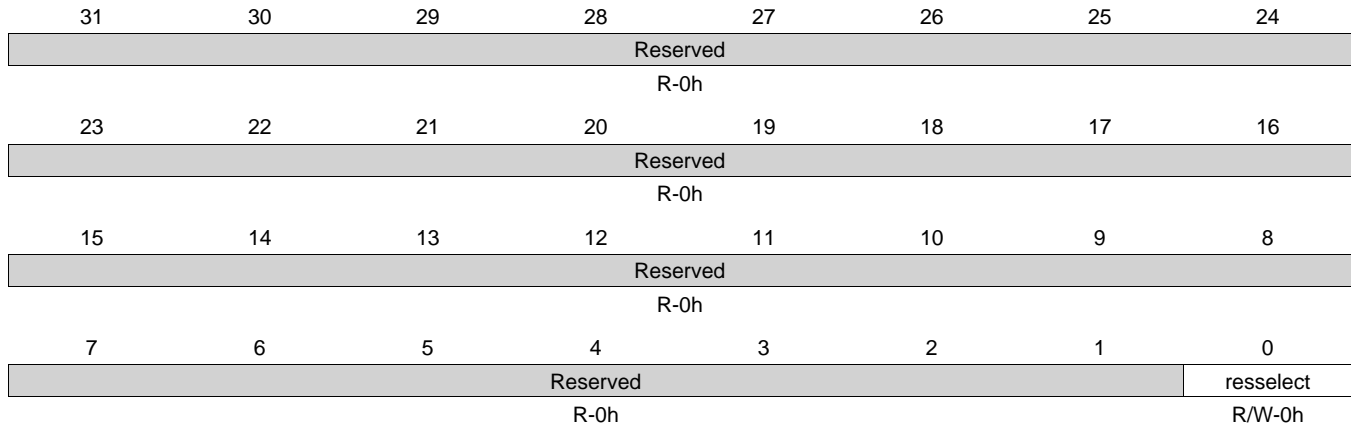 31 30 29 28 27 26 25 24
Reserved
R-0h
23 22 21 20 19 18 17 16
Reserved
R-0h
15 14 13 12 11 10 9 8
Reserved
R-0h
7 6 5 4 3 2 1 0
Reserved resselect
R-0h R/W-0h